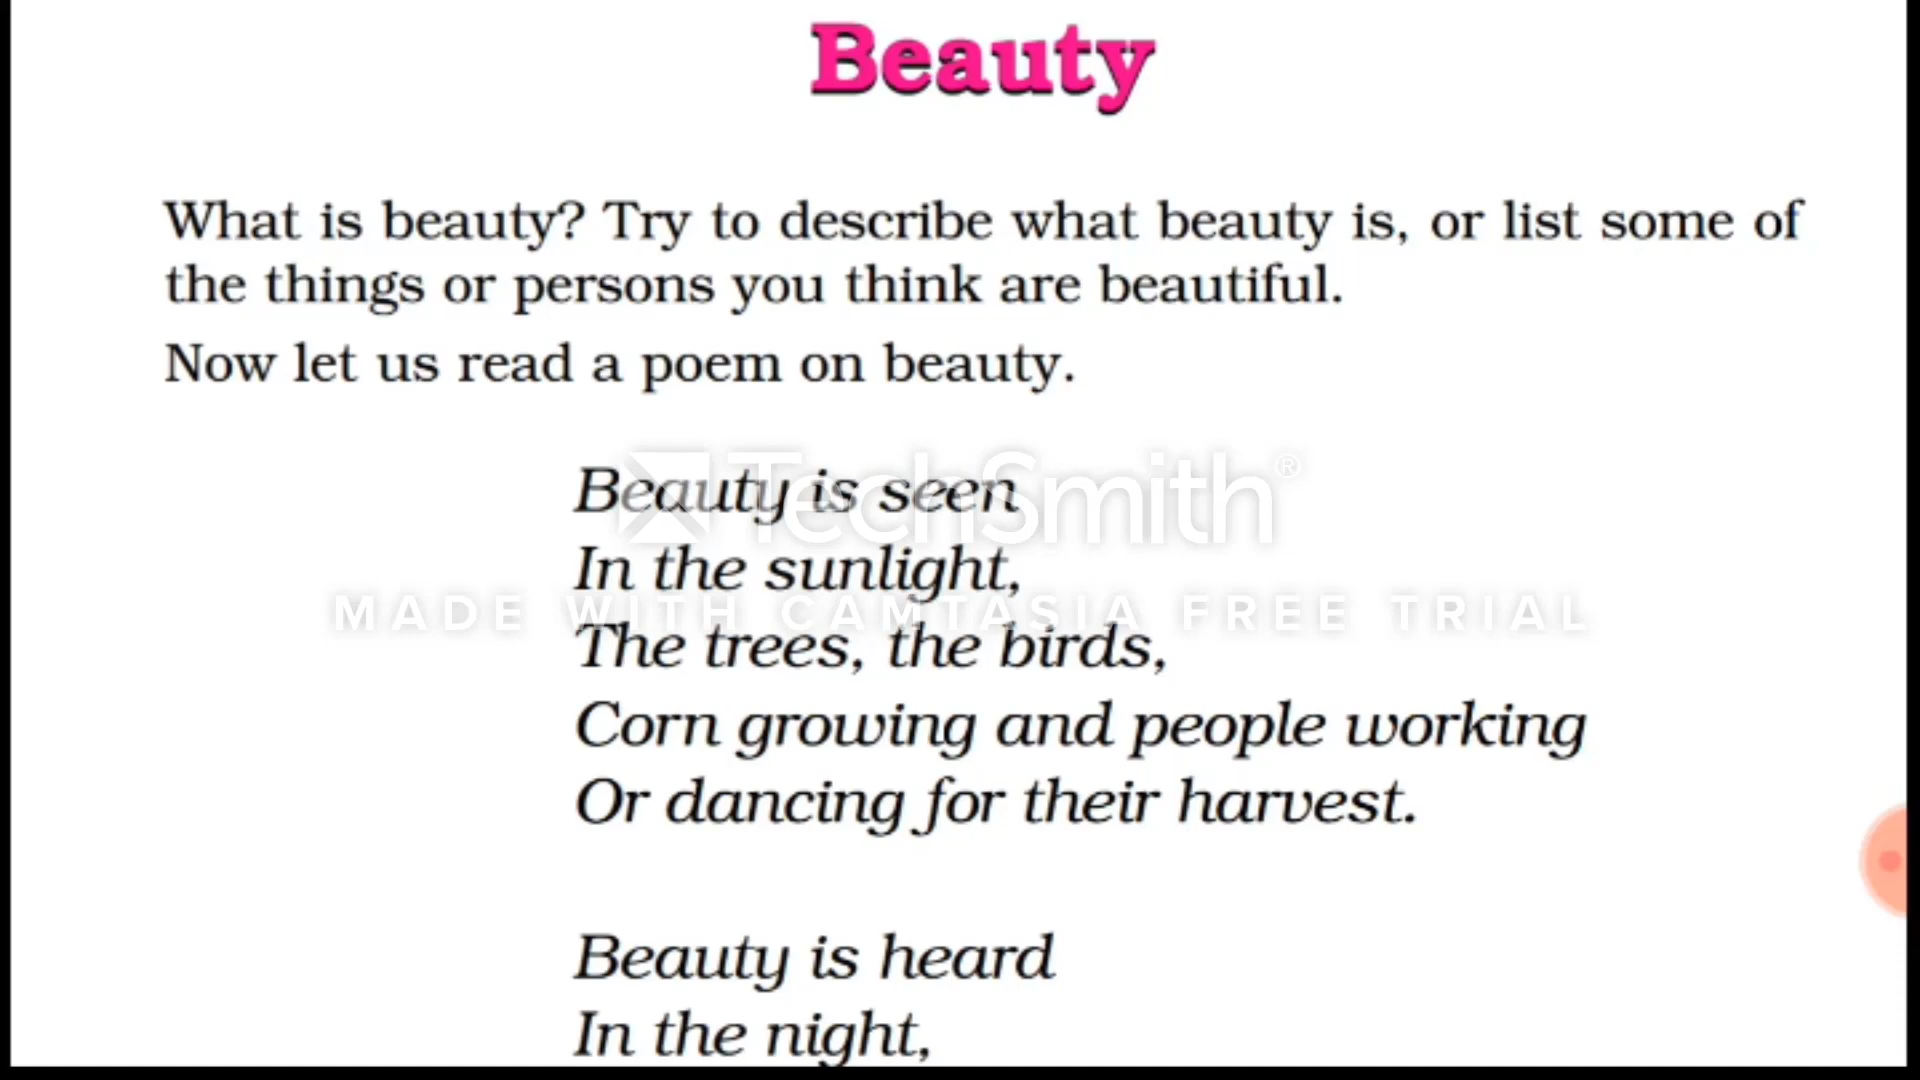 Beauty
What is beauty? Try to describe what beauty is, or list some of
the things or persons you think are beautiful.
Now let us read a poem on beauty.
TechSmith®
Beauty is seen
In the sunlight,
MADE WITH CAMTASIA FREE TRIAL
The trees, the birds,
Corn growing and people working
Or dancing for their harvest.
Beauty is heard
In the night,